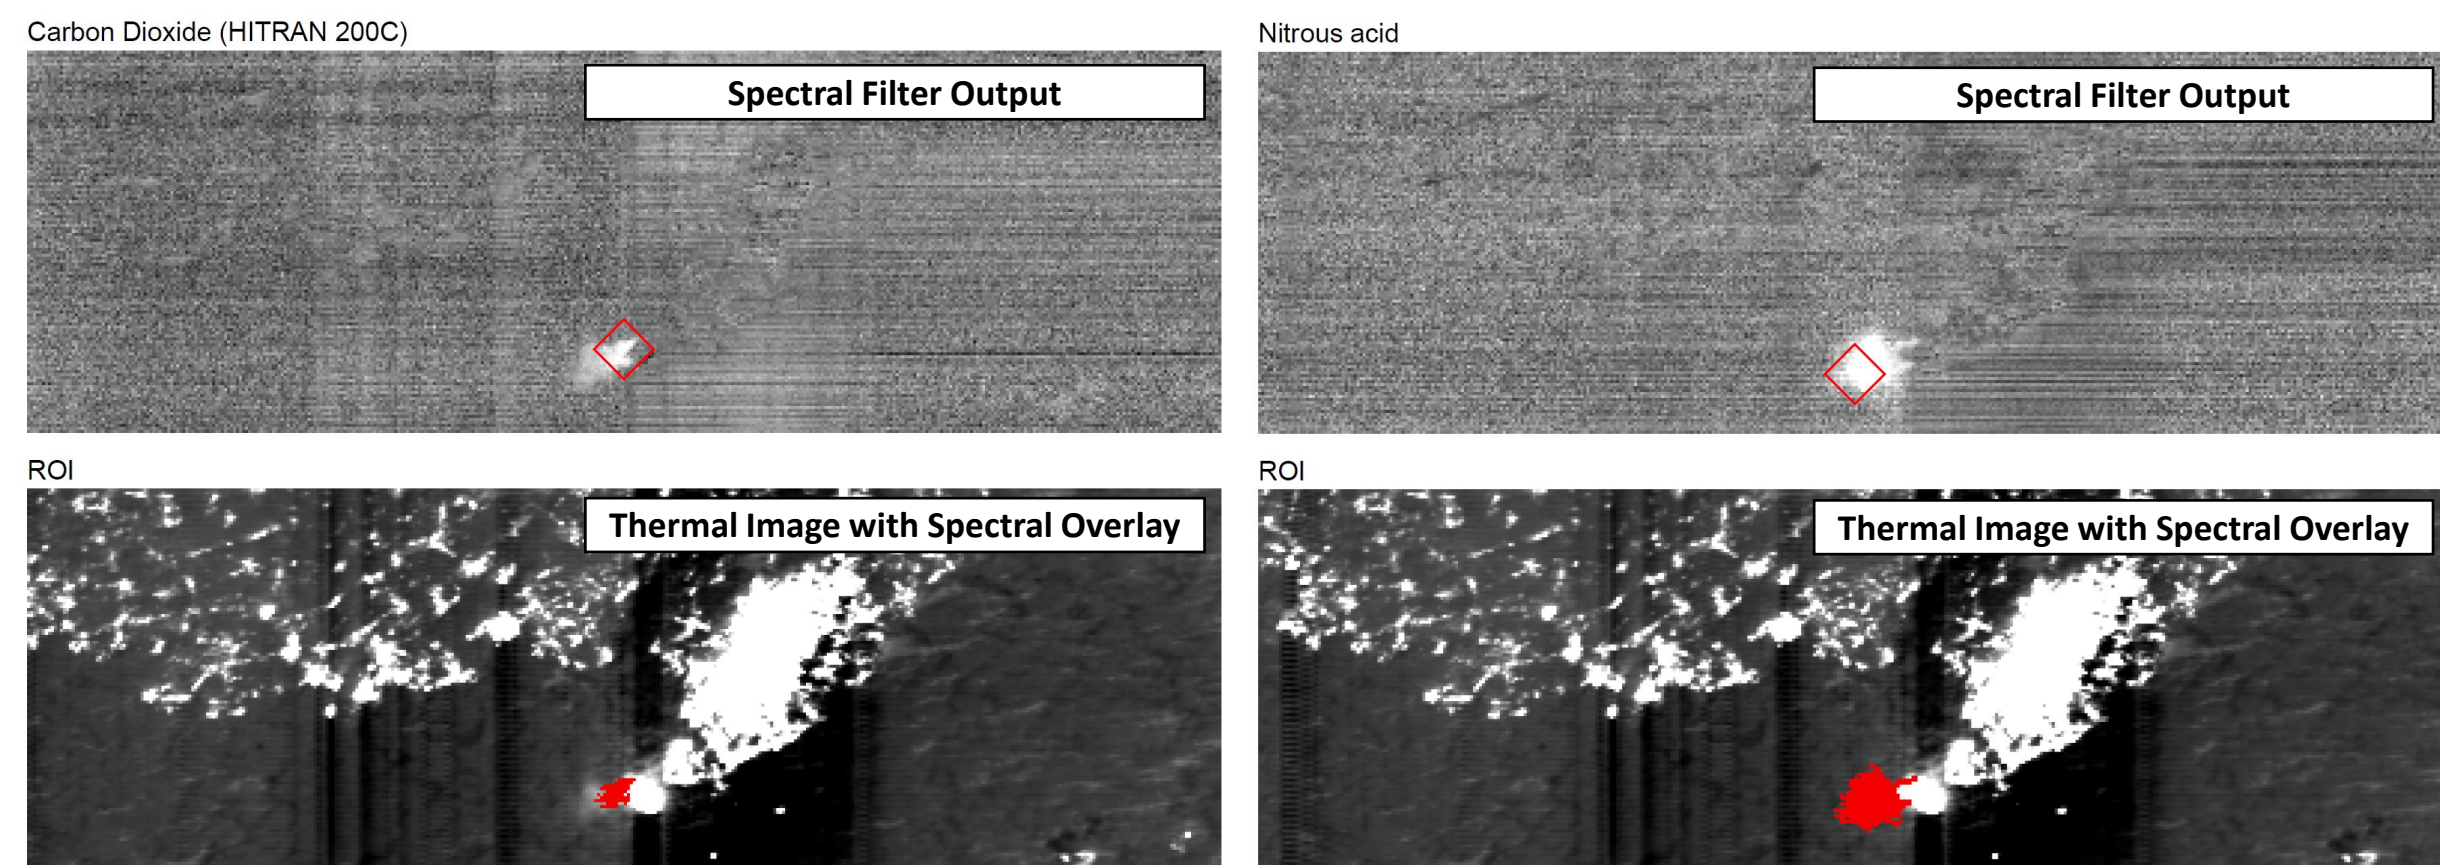 Carbon Dioxide (HITRAN 200C)
Spectral Filter Output
Nitrous acid
Spectral Filter Output
ROI
Thermal Image with Spectral Overlay
ROI
Thermal Image with Spectral Overlay